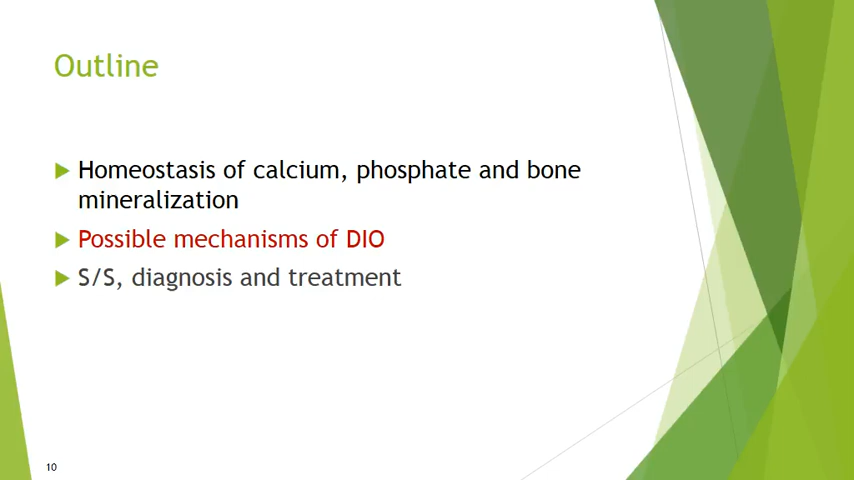 Outline
Homeostasis of calcium, phosphate and bone
mineralization
Possible mechanisms of DIO
S/S, diagnosis and treatment
10